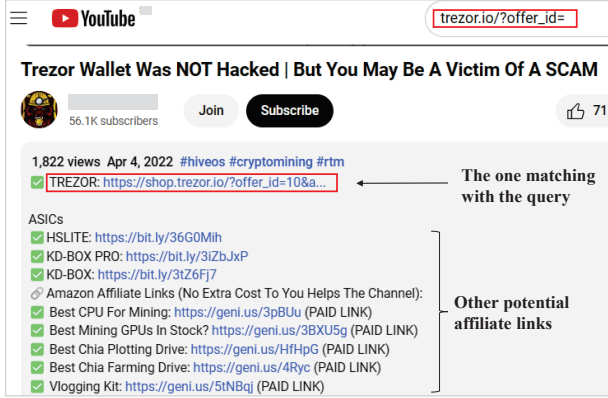 YouTube
trezor.io/?offer_id=
Trezor Wallet Was NOT Hacked | But You May Be A Victim Of A SCAM
56.1K subscribers
Join
Subscribe
71
1,822 views Apr 4, 2022 #hiveos #cryptomining #rtm
✅ TREZOR: https://shop.trezor.io/?offer_id=10&a...
The one matching
with the query
ASICs
✅ HSLITE: https://bit.ly/36G0Mih
✅ KD-BOX PRO: https://bit.ly/3iZbJxP
✅ KD-BOX: https://bit.ly/3tZ6Fj7
🔗 Amazon Affiliate Links (No Extra Cost To You Helps The Channel):
✅ Best CPU For Mining: https://geni.us/3pBUu (PAID LINK)
✅ Best Mining GPUs In Stock? https://geni.us/3BXU5g (PAID LINK)
✅ Best Chia Plotting Drive: https://geni.us/HfHpG (PAID LINK)
✅ Best Chia Farming Drive: https://geni.us/4Ryc (PAID LINK)
✅ Vlogging Kit: https://geni.us/5tNBqj (PAID LINK)
Other potential
affiliate links